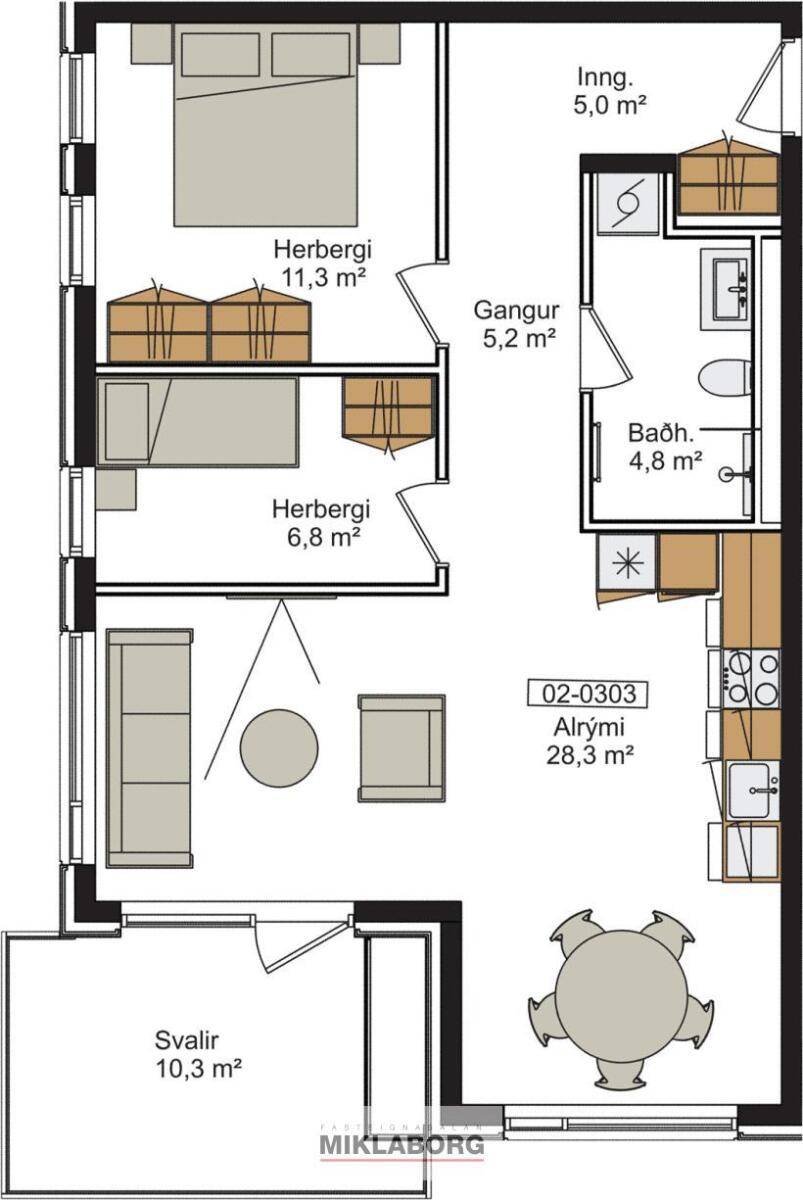 Inng.
5,0 m²
Herbergi
11,3 m²
Gangur
5,2 m²
Baðh.
4,8 m²
Herbergi
6,8 m²
02-0303
Alrými
28,3 m²
Svalir
10,3 m²
FASTEIGNASALAN
MIKLABORG